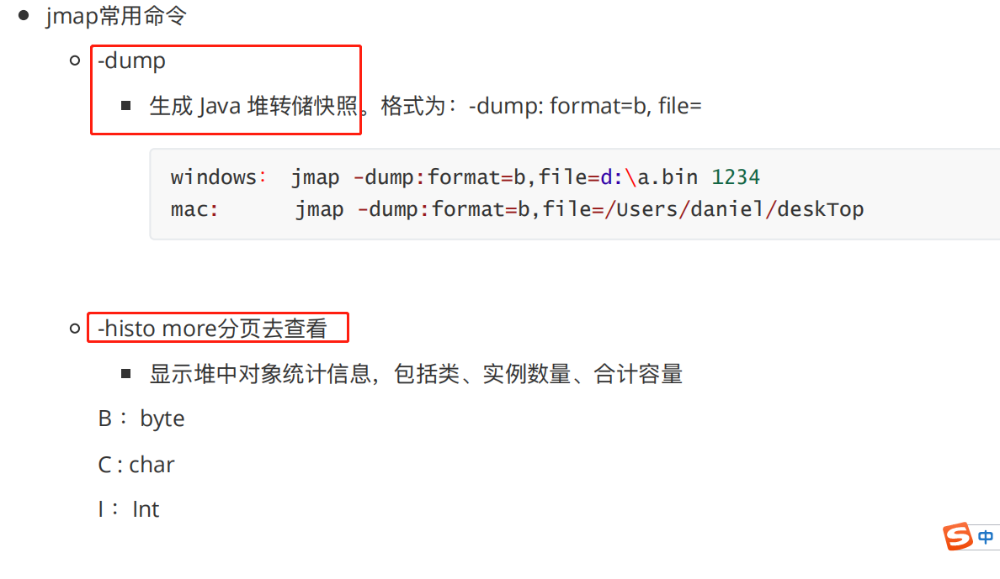 jmap常用命令
-dump
生成 Java 堆转储快照。格式为：-dump: format=b, file=
windows： jmap -dump:format=b,file=d:\a.bin 1234
mac: jmap -dump:format=b,file=/Users/daniel/deskTop
-histo more分页去查看
显示堆中对象统计信息，包括类、实例数量、合计容量
B： byte
C : char
I： Int
中